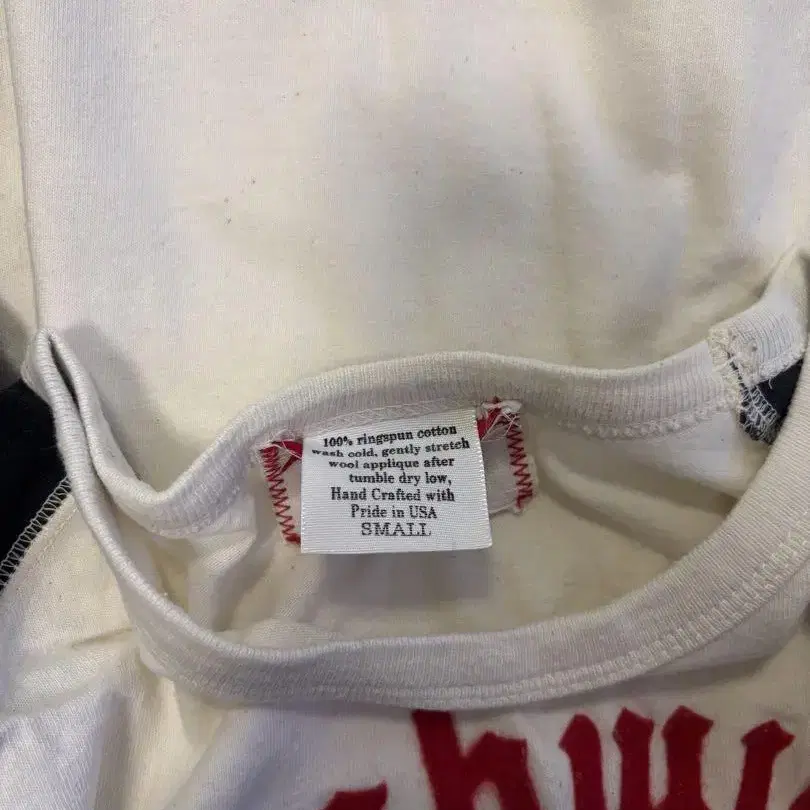 100% ringspun cotton
wash cold, gently stretch
wool applique after
tumble dry low,
Hand Crafted with
Pride in USA
SMALL